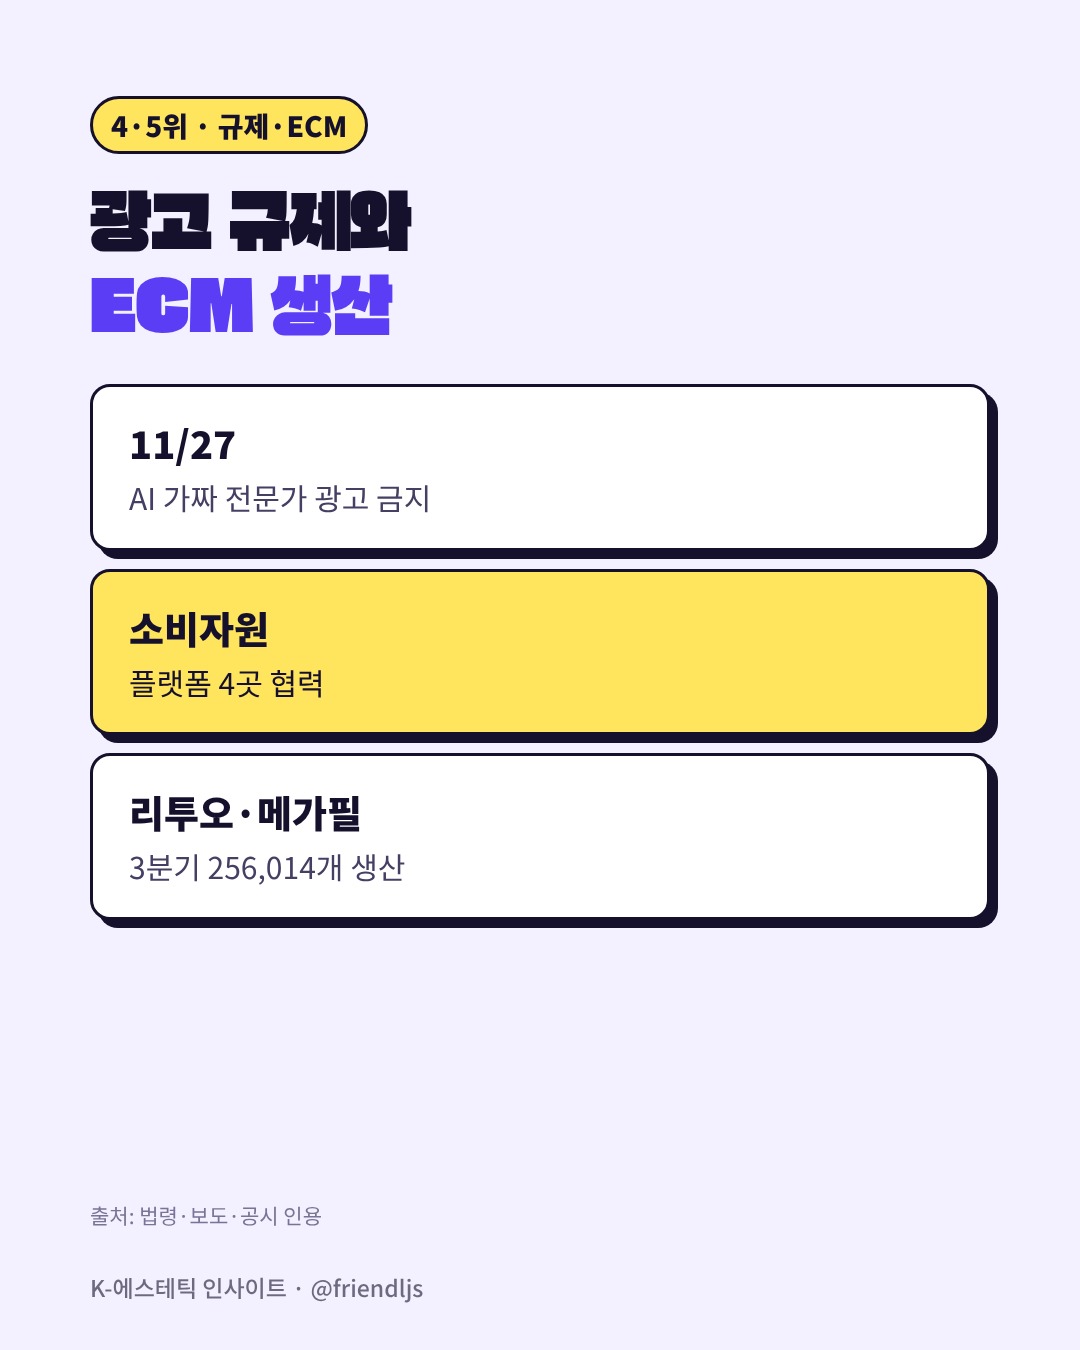 4·5위 · 규제·ECM
광고 규제와
ECM 생산
11/27
AI 가짜 전문가 광고 금지
소비자원
플랫폼 4곳 협력
리투오·메가필
3분기 256,014개 생산
출처: 법령·보도·공시 인용
K-에스테틱 인사이트 · @friendljs